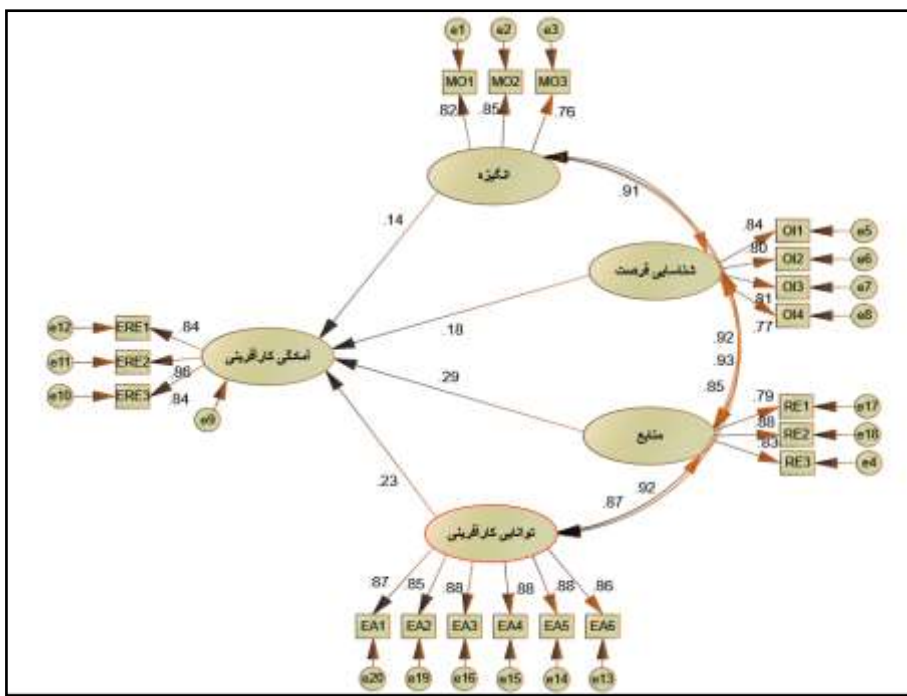 e1 e2 e3
MO1 MO2 MO3
.82 .85 .76
انگیزه
.91
.14
.84 OI1 e5
.80 OI2 e6
شناسایی فرصت
OI3 e7
.81
.77 OI4 e8
.18
e12 ERE1 .84
e11 ERE2
.86
e10 ERE3 .84
آمادگی کارآفرینی
e9
.92
.93
.85
.29
.79 RE1 e17
.88 RE2 e18
.83 RE3 e4
منابع
.23
.92
.87
توانایی کارآفرینی
.87 .85 .88 .88 .88 .86
EA1 EA2 EA3 EA4 EA5 EA6
e20 e19 e16 e15 e14 e13